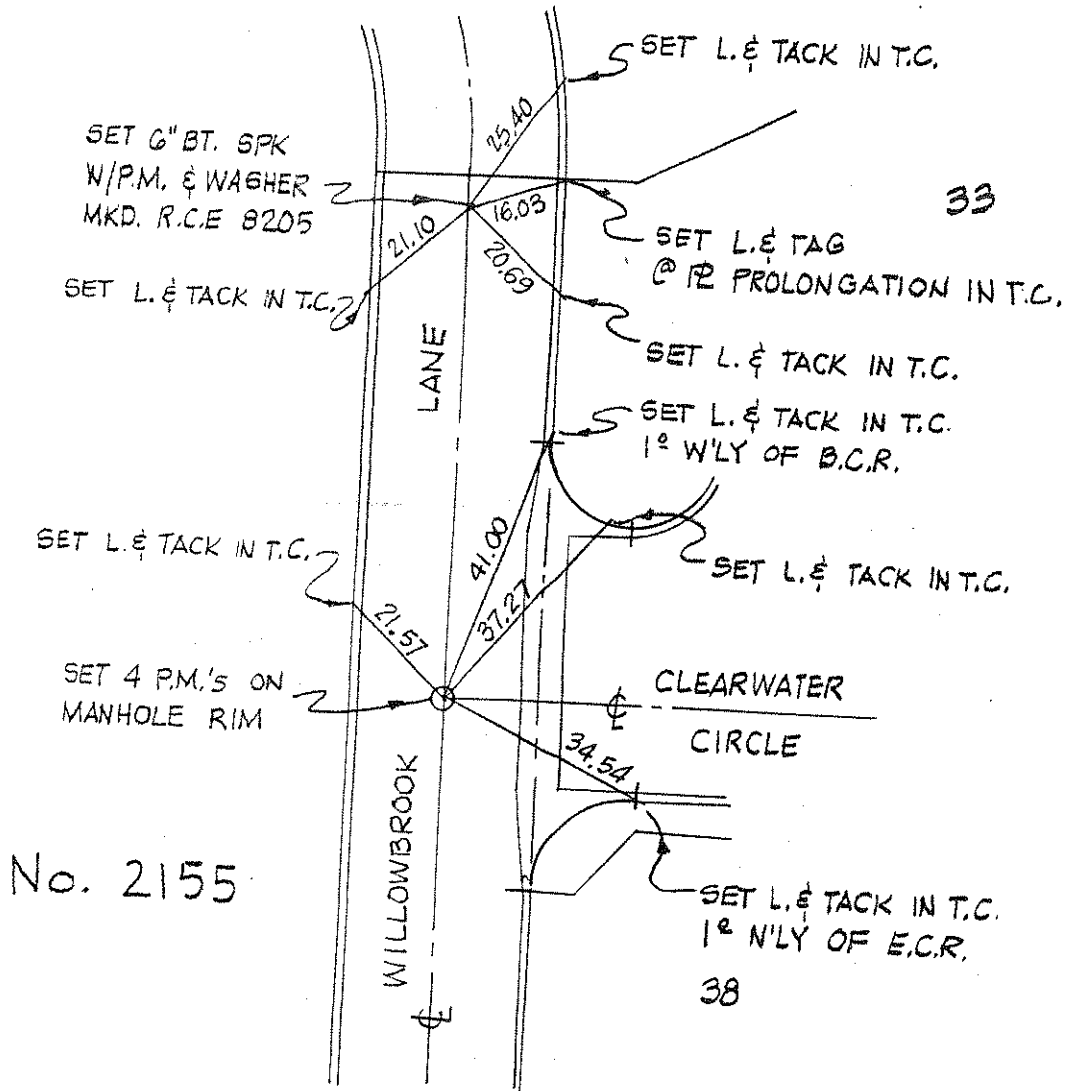 SET L. & TACK IN T.C.
25.40
SET 6" BT. SPK
W/P.M. & WASHER
MKD. R.C.E 8205
33
16.03
21.10
SET L. & TAG
@ PL PROLONGATION IN T.C.
20.69
SET L. & TACK IN T.C.
LANE
SET L. & TACK IN T.C.
SET L. & TACK IN T.C.
W'LY OF B.C.R.
41.00
SET L. & TACK IN T.C.
37.27
SET L. & TACK IN T.C.
21.57
SET 4 P.M.'S ON
MANHOLE RIM
CLEARWATER
℄
CIRCLE
34.54
WILLOWBROOK
No. 2155
SET L. & TACK IN T.C.
N'LY OF E.C.R.
38
℄